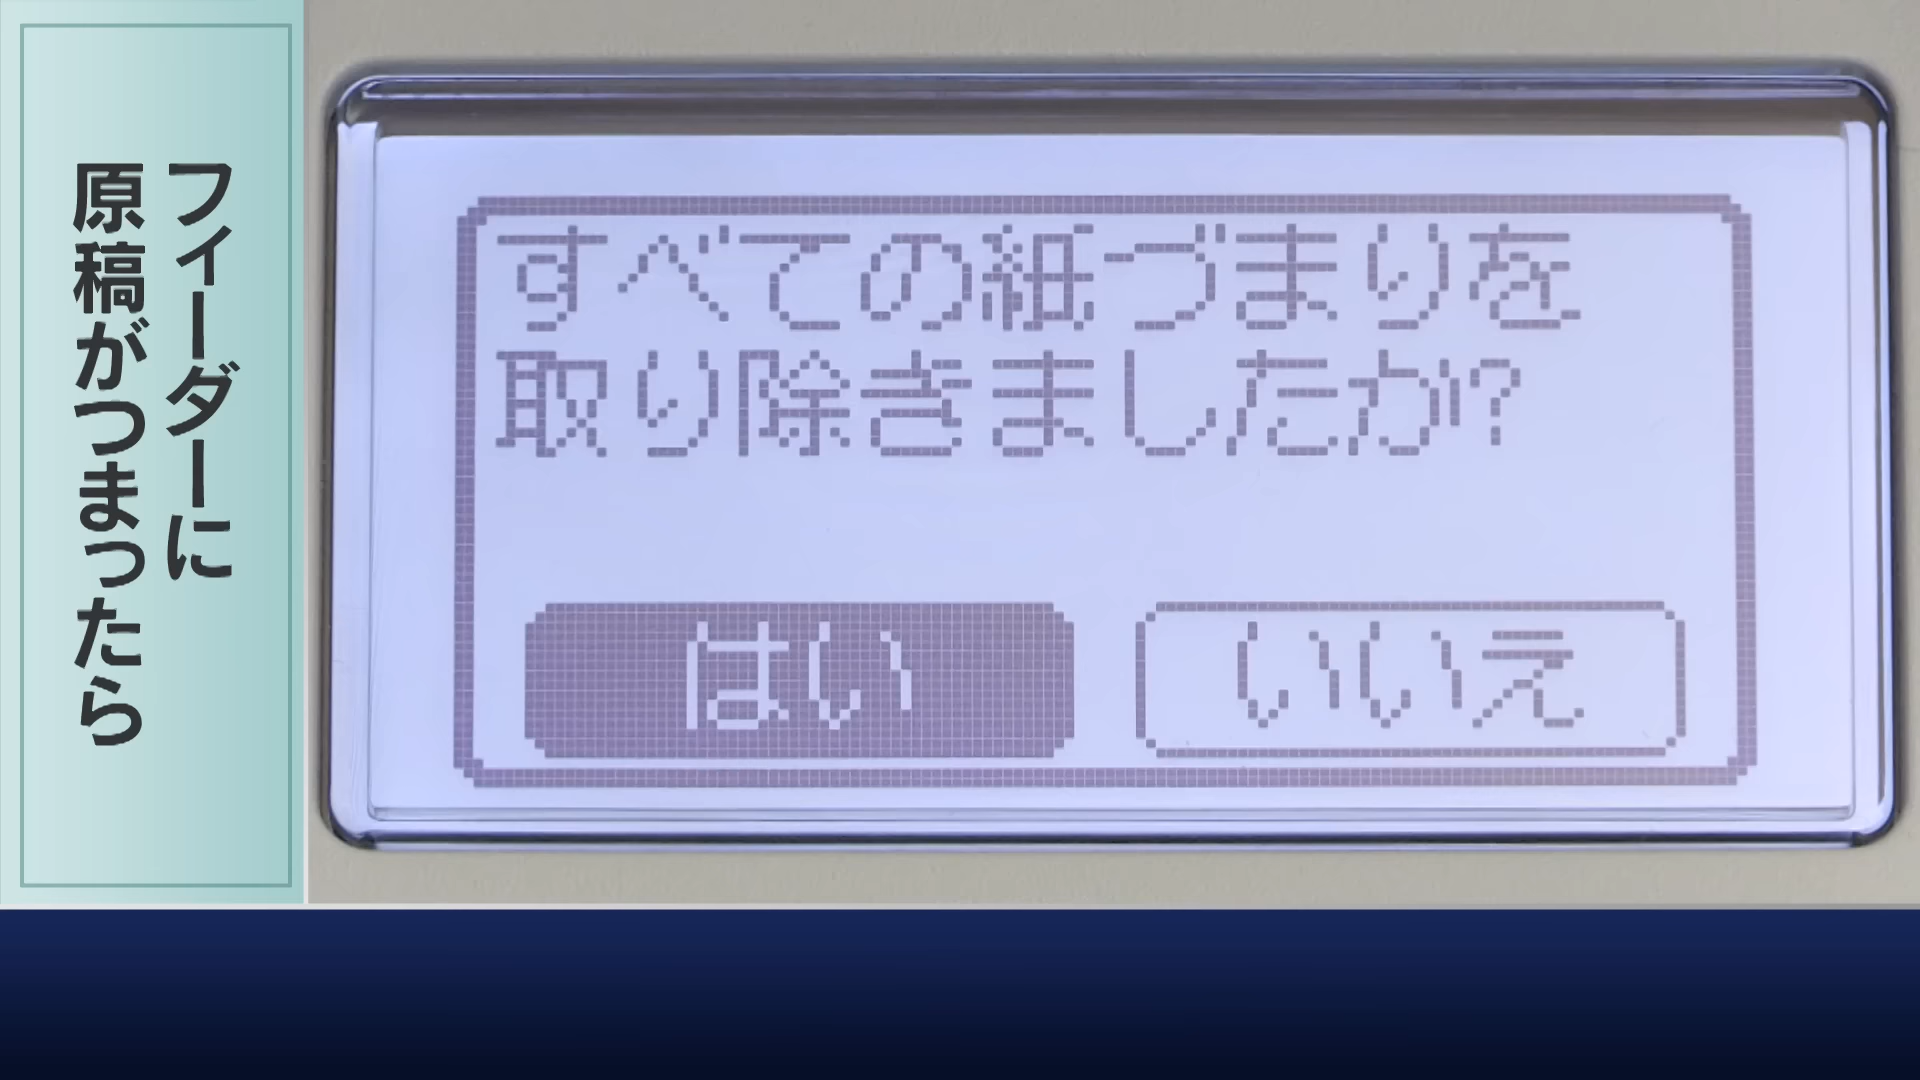 フィーダーに
原稿がつまったら
すべての紙づまりを
取り除きましたか?
はい
いいえ